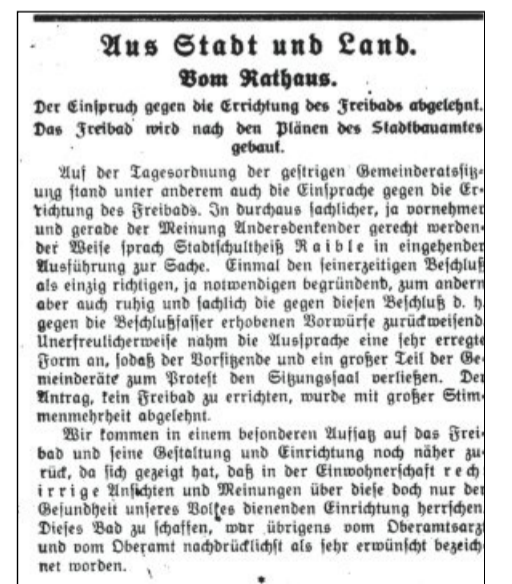 Aus Stadt und Land.
Vom Rathaus.
Der Einspruch gegen die Errichtung des Freibads abgelehnt.
Das Freibad wird nach den Plänen des Stadtbauamtes
gebaut.
Auf der Tagesordnung der gestrigen Gemeinderatssitz-
ung stand unter anderem auch die Einsprache gegen die Er-
richtung des Freibads. In durchaus sachlicher, ja vornehmer
und gerade der Meinung Andersdenkender gerecht werden-
der Weise sprach Stadtschultheiß Raible in eingehender
Ausführung zur Sache. Einmal den seinerzeitigen Beschluß
als einzig richtigen, ja notwendigen begründend, zum andern
aber auch ruhig und sachlich die gegen diesen Beschluß d. h.
gegen die Beschlußfasser erhobenen Vorwürfe zurückweisend.
Unerfreulicherweise nahm die Aussprache eine sehr erregte
Form an, sodaß der Vorsitzende und ein großer Teil der Ge-
meinderäte zum Protest den Sitzungssaal verließen. Der
Antrag, kein Freibad zu errichten, wurde mit großer Stim-
menmehrheit abgelehnt.
Wir kommen in einem besonderen Aufsatz auf das Frei-
bad und seine Gestaltung und Einrichtung noch näher zu-
rück, da sich gezeigt hat, daß in der Einwohnerschaft rech
irrige Ansichten und Meinungen über diese doch nur der
Gesundheit unseres Volkes dienenden Einrichtung herrschen.
Dieses Bad zu schaffen, war übrigens vom Oberamtsarzt
und vom Oberamt nachdrücklichst als sehr erwünscht bezeich-
net worden.
*